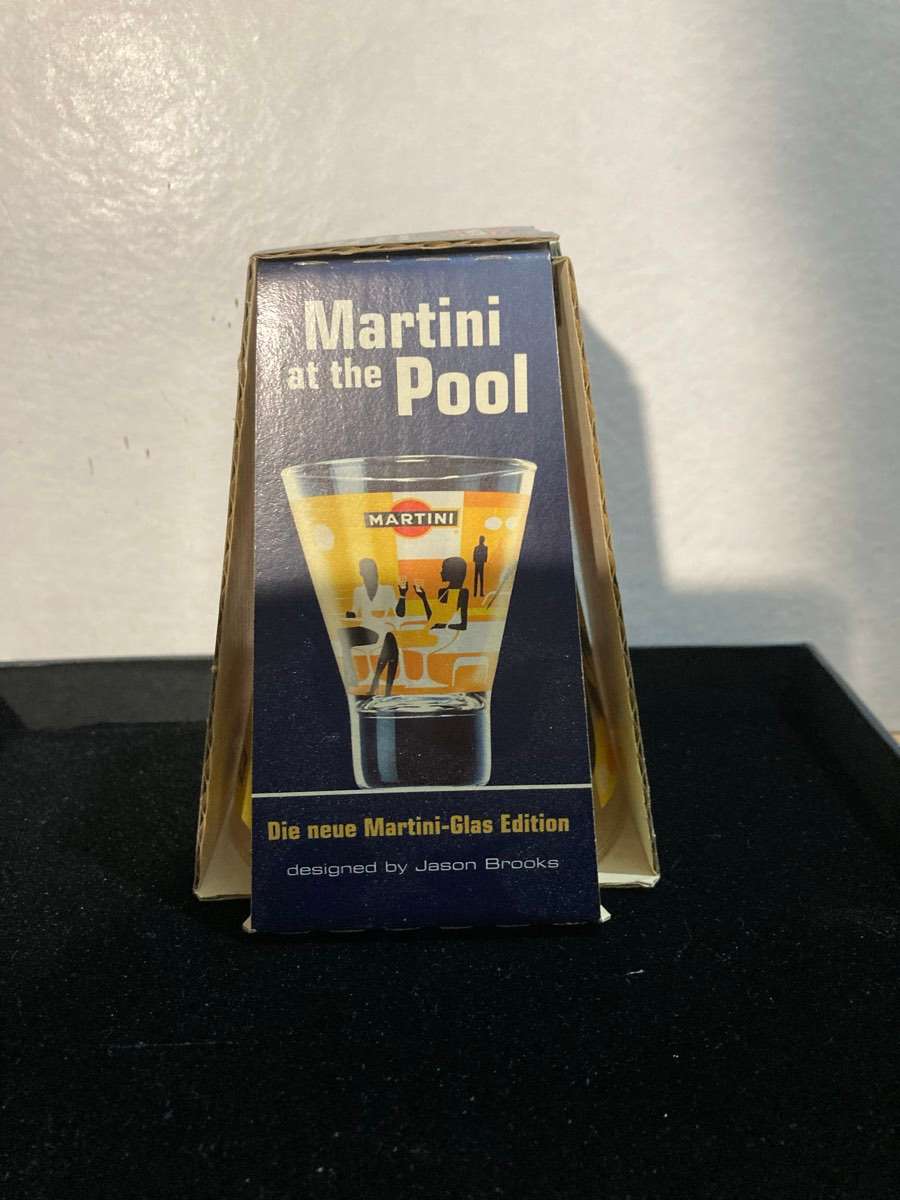 Martini
at the Pool
MARTINI
Die neue Martini-Glas Edition
designed by Jason Brooks